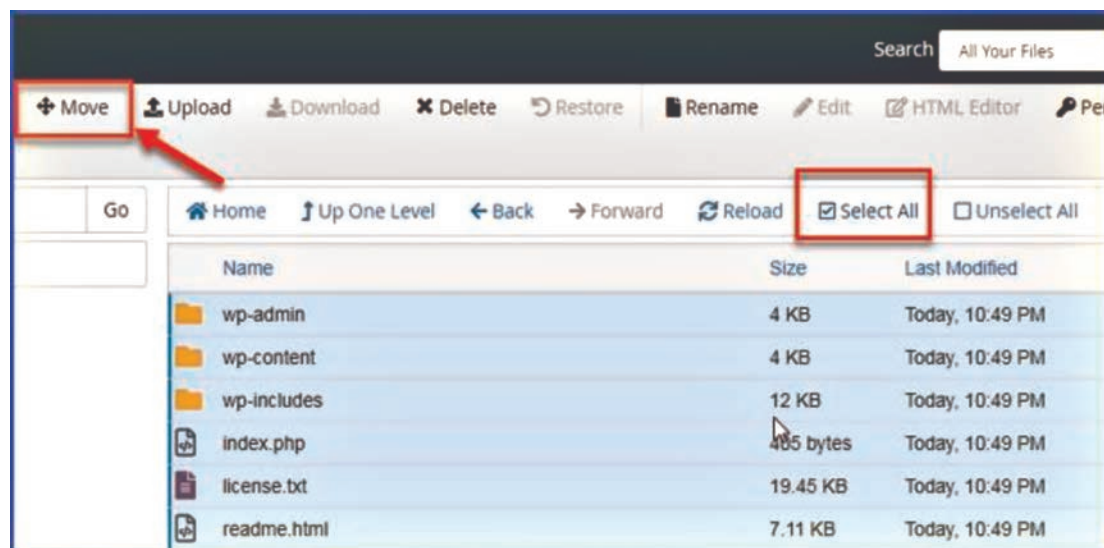 Search All Your Files
Move Upload Download Delete Restore Rename Edit HTML Editor
Go Home Up One Level Back Forward Reload Select All Unselect All
Name Size Last Modified
wp-admin 4 KB Today, 10:49 PM
wp-content 4 KB Today, 10:49 PM
wp-includes 12 KB Today, 10:49 PM
index.php bytes Today, 10:49 PM
license.txt 19.45 KB Today, 10:49 PM
readme.html 7.11 KB Today, 10:49 PM